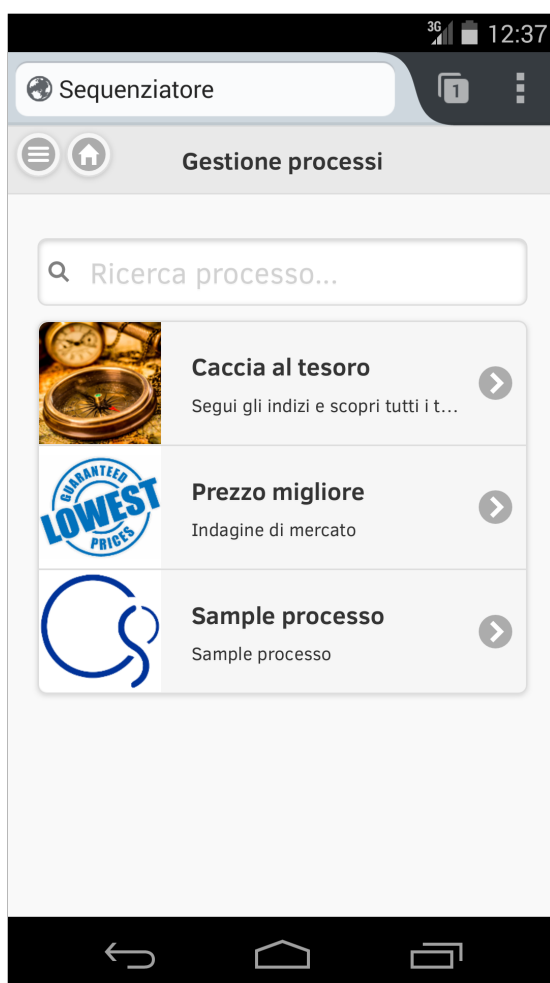 3G 12:37
Sequenziatore
1
Gestione processi
Ricerca processo...
Caccia al tesoro
Segui gli indizi e scopri tutti i t...
GUARANTEED
LOWEST
PRICES
Prezzo migliore
Indagine di mercato
Sample processo
Sample processo